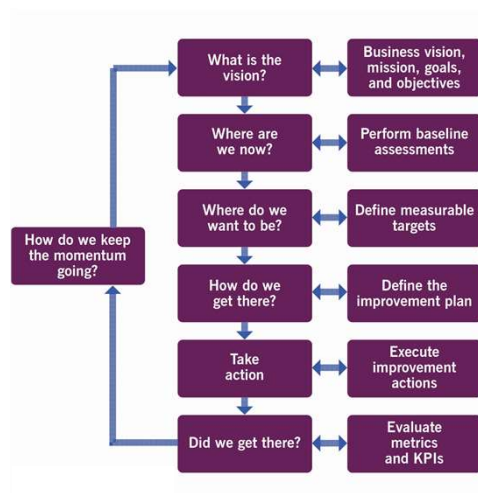 What is the
vision?
Business vision,
mission, goals,
and objectives
Where are
we now?
Perform baseline
assessments
Where do we
want to be?
Define measurable
targets
How do we keep
the momentum
going?
How do we
get there?
Define the
improvement plan
Take
action
Execute
improvement
actions
Did we get there?
Evaluate
metrics
and KPIs